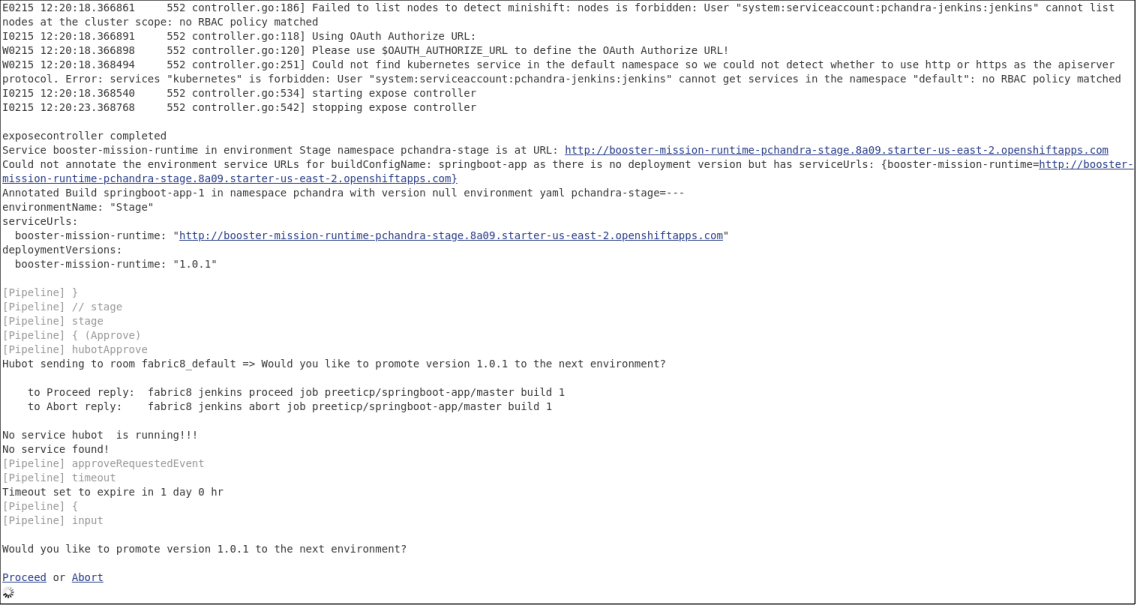 E0215 12:20:18.366861     552 controller.go:186] Failed to list nodes to detect minishift: nodes is forbidden: User "system:serviceaccount:pchandra-jenkins:jenkins" cannot list
nodes at the cluster scope: no RBAC policy matched
I0215 12:20:18.366891     552 controller.go:118] Using OAuth Authorize URL:
W0215 12:20:18.366898     552 controller.go:120] Please use $OAUTH_AUTHORIZE_URL to define the OAuth Authorize URL!
W0215 12:20:18.368494     552 controller.go:251] Could not find kubernetes service in the default namespace so we could not detect whether to use http or https as the apiserver
protocol. Error: services "kubernetes" is forbidden: User "system:serviceaccount:pchandra-jenkins:jenkins" cannot get services in the namespace "default": no RBAC policy matched
I0215 12:20:18.368540     552 controller.go:534] starting expose controller
I0215 12:20:23.368768     552 controller.go:542] stopping expose controller

exposecontroller completed
Service booster-mission-runtime in environment Stage namespace pchandra-stage is at URL: http://booster-mission-runtime-pchandra-stage.8a09.starter-us-east-2.openshiftapps.com
Could not annotate the environment service URLs for buildConfigName: springboot-app as there is no deployment version but has serviceUrls: {booster-mission-runtime=http://booster-
mission-runtime-pchandra-stage.8a09.starter-us-east-2.openshiftapps.com}
Annotated Build springboot-app-1 in namespace pchandra with version null environment yaml pchandra-stage=---
environmentName: "Stage"
serviceUrls:
  booster-mission-runtime: "http://booster-mission-runtime-pchandra-stage.8a09.starter-us-east-2.openshiftapps.com"
deploymentVersions:
  booster-mission-runtime: "1.0.1"

[Pipeline] }
[Pipeline] // stage
[Pipeline] stage
[Pipeline] { (Approve)
[Pipeline] hubotApprove
Hubot sending to room fabric8_default => Would you like to promote version 1.0.1 to the next environment?

    to Proceed reply:  fabric8 jenkins proceed job preeticp/springboot-app/master build 1
    to Abort reply:    fabric8 jenkins abort job preeticp/springboot-app/master build 1

No service hubot  is running!!!
No service found!
[Pipeline] approveRequestedEvent
[Pipeline] timeout
Timeout set to expire in 1 day 0 hr
[Pipeline] {
[Pipeline] input

Would you like to promote version 1.0.1 to the next environment?

Proceed or Abort